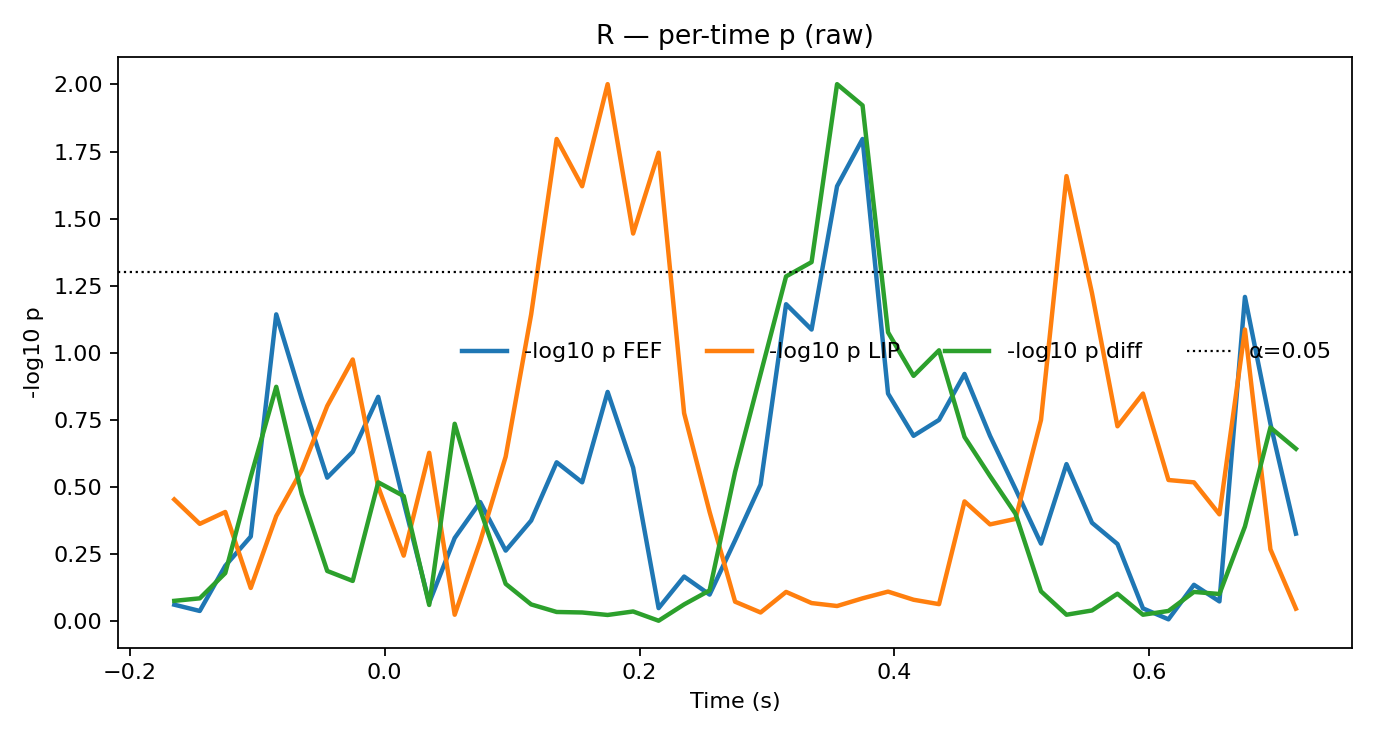 R — per-time p (raw)
2.00
1.75
1.50
1.25
1.00
0.75
0.50
0.25
0.00
-log10 p
-log10 p FEF -log10 p LIP -log10 p diff α=0.05
−0.2 0.0 0.2 0.4 0.6
Time (s)